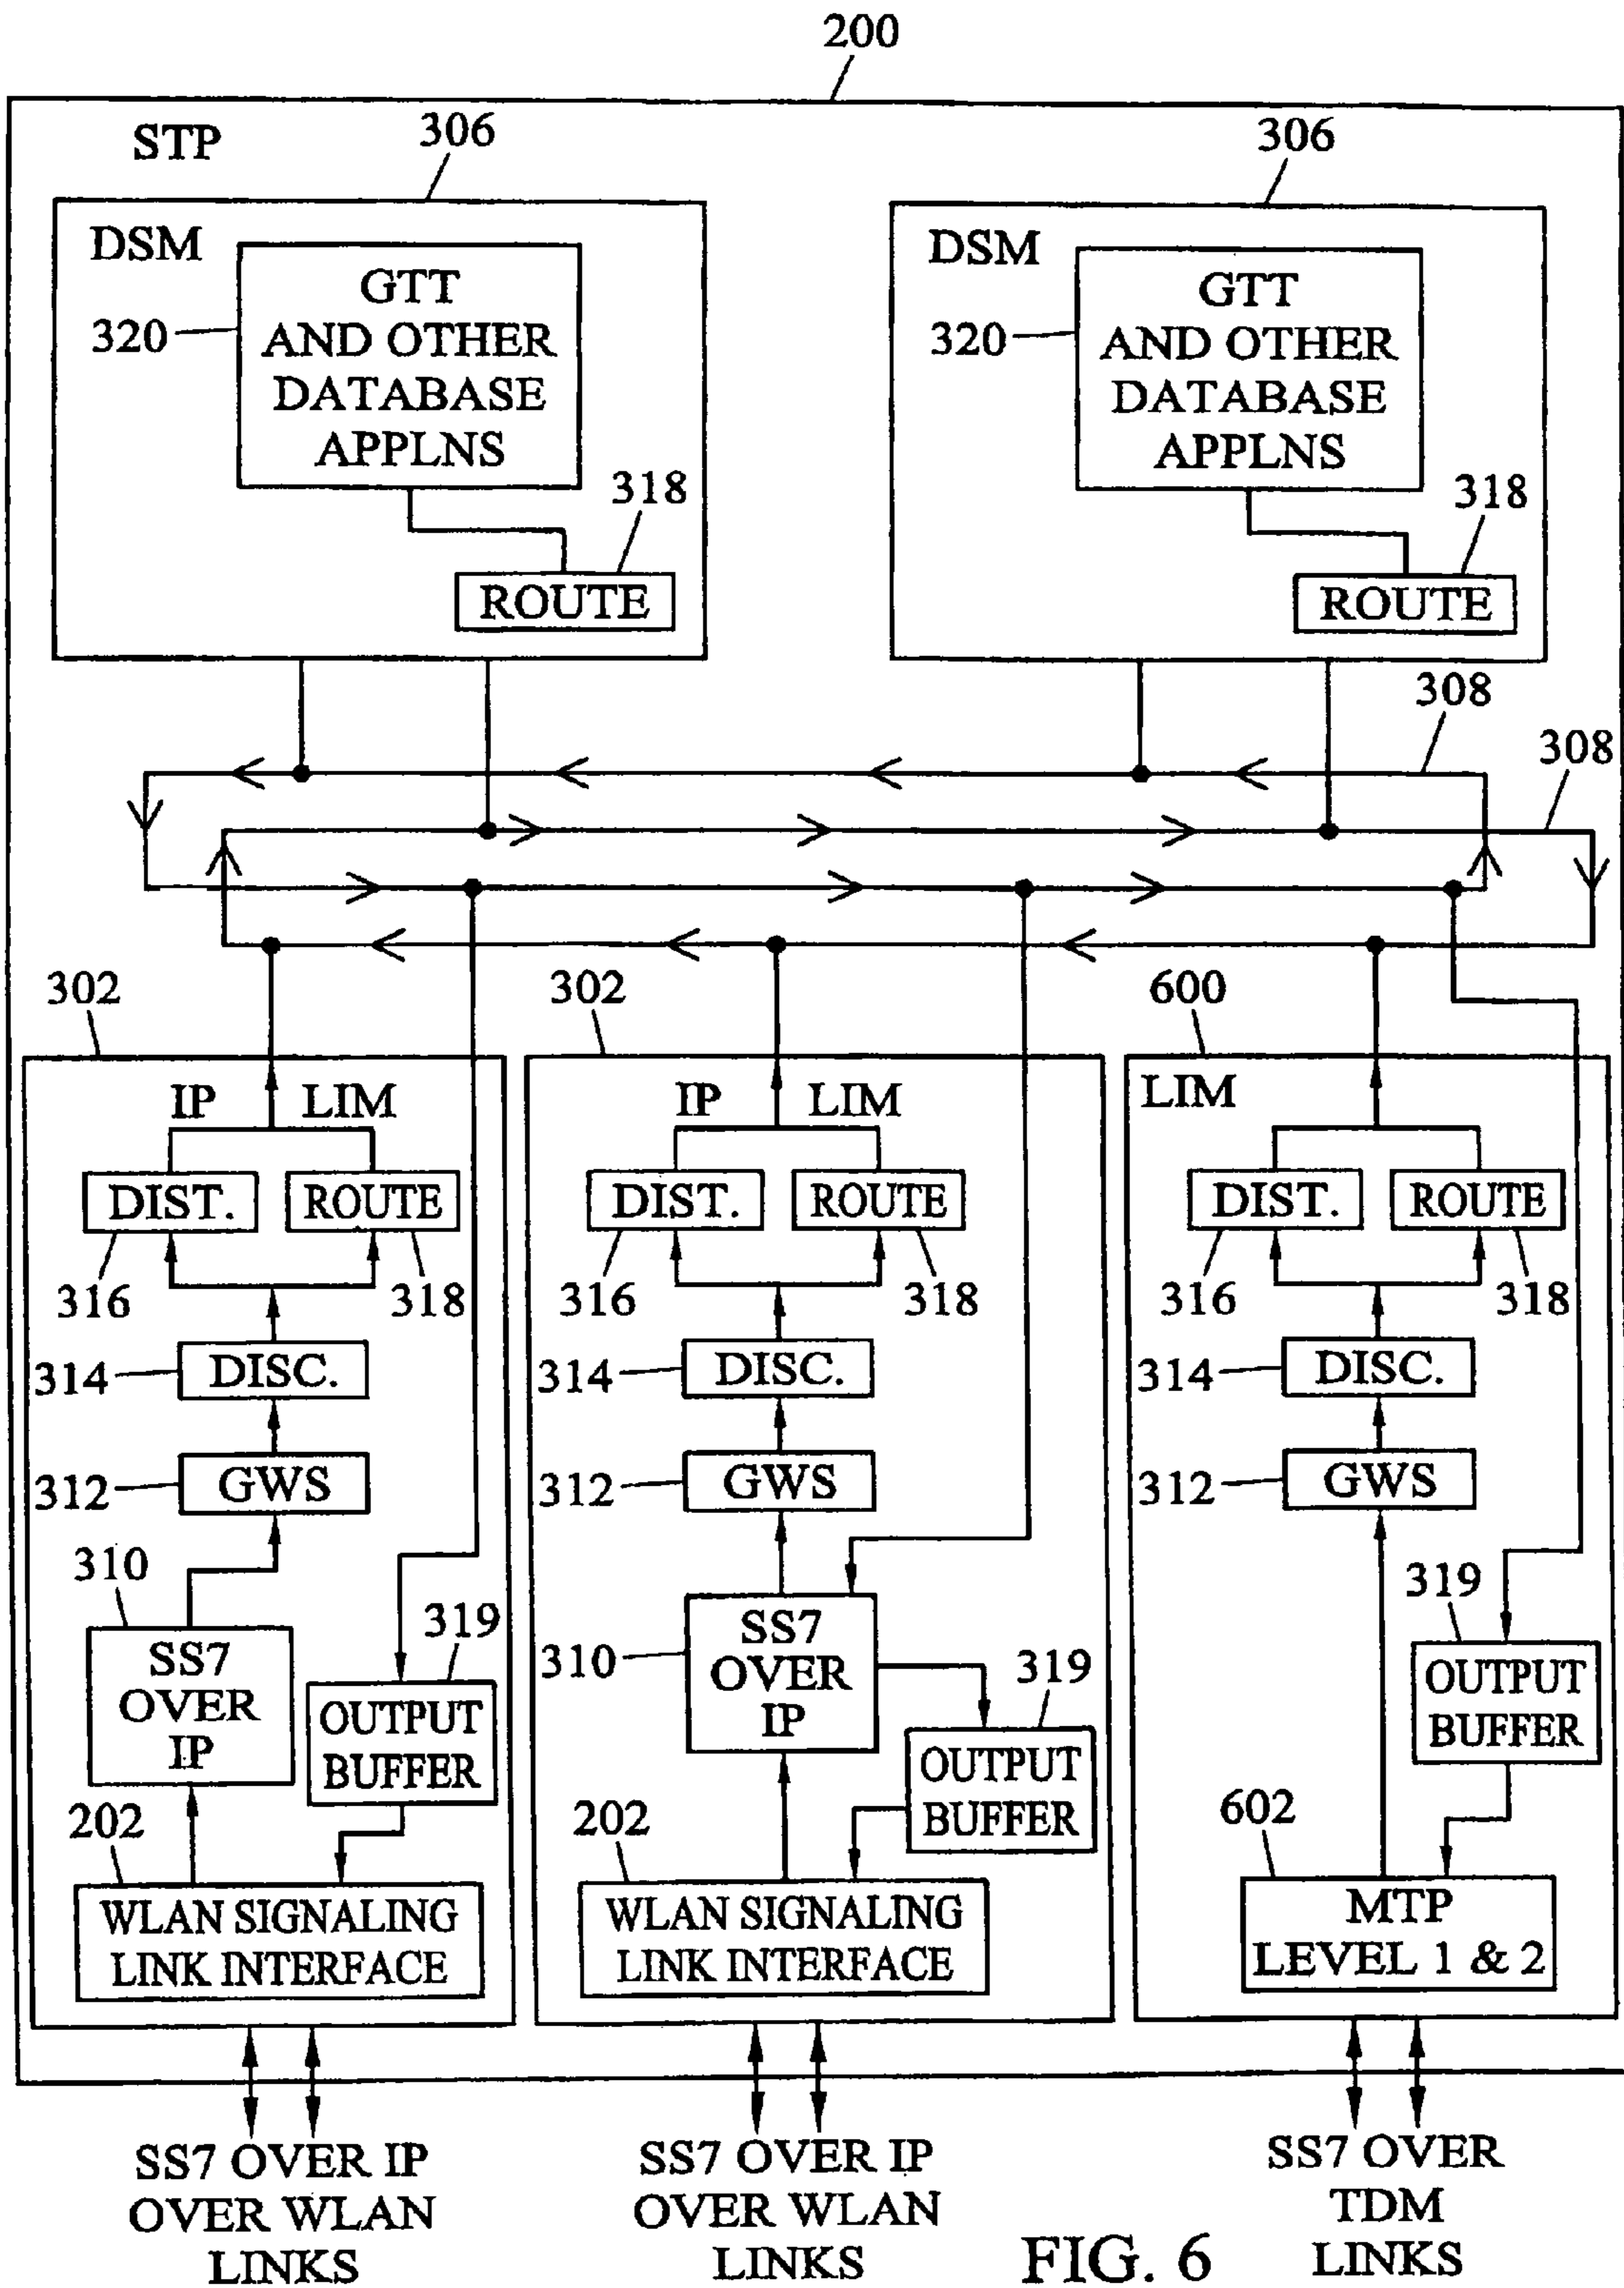 200
STP
306
306
DSM
GTT
AND OTHER
DATABASE
APPLNS
320
318
ROUTE
DSM
GTT
AND OTHER
DATABASE
APPLNS
320
318
ROUTE
308
308
302
302
600
IP LIM
DIST.
ROUTE
316
318
314
DISC.
312
GWS
310
SS7
OVER
IP
319
OUTPUT
BUFFER
202
WLAN SIGNALING
LINK INTERFACE
IP LIM
DIST.
ROUTE
316
318
314
DISC.
312
GWS
310
SS7
OVER
IP
319
OUTPUT
BUFFER
202
WLAN SIGNALING
LINK INTERFACE
LIM
DIST.
ROUTE
316
318
314
DISC.
312
GWS
319
OUTPUT
BUFFER
602
MTP
LEVEL 1 & 2
SS7 OVER IP
OVER WLAN
LINKS
SS7 OVER IP
OVER WLAN
LINKS
SS7 OVER
TDM
LINKS
FIG. 6